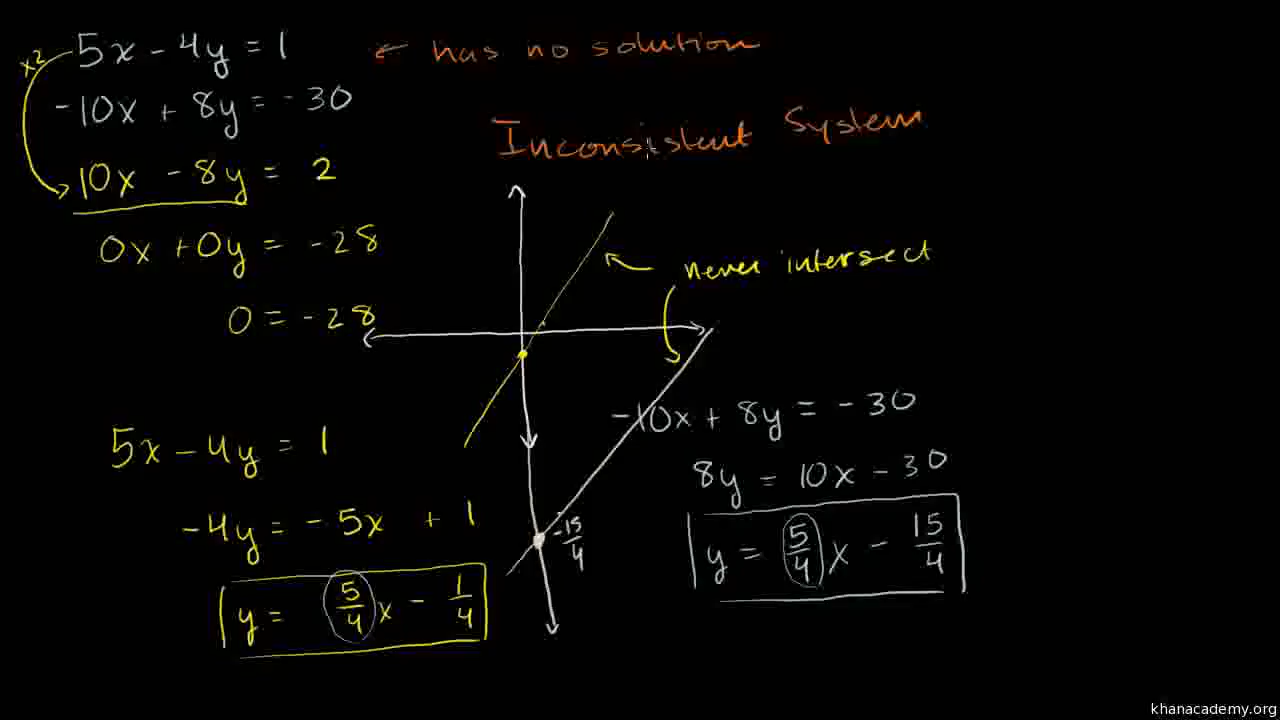 5x - 4y = 1 ← has no solution
x2
-10x + 8y = -30
Inconsistent System
10x - 8y = 2
0x + 0y = -28
never intersect
0 = -28
-10x + 8y = -30
5x - 4y = 1
8y = 10x - 30
-4y = -5x + 1
-15/4
y = 5/4 x - 15/4
y = 5/4 x - 1/4
khanacademy.org